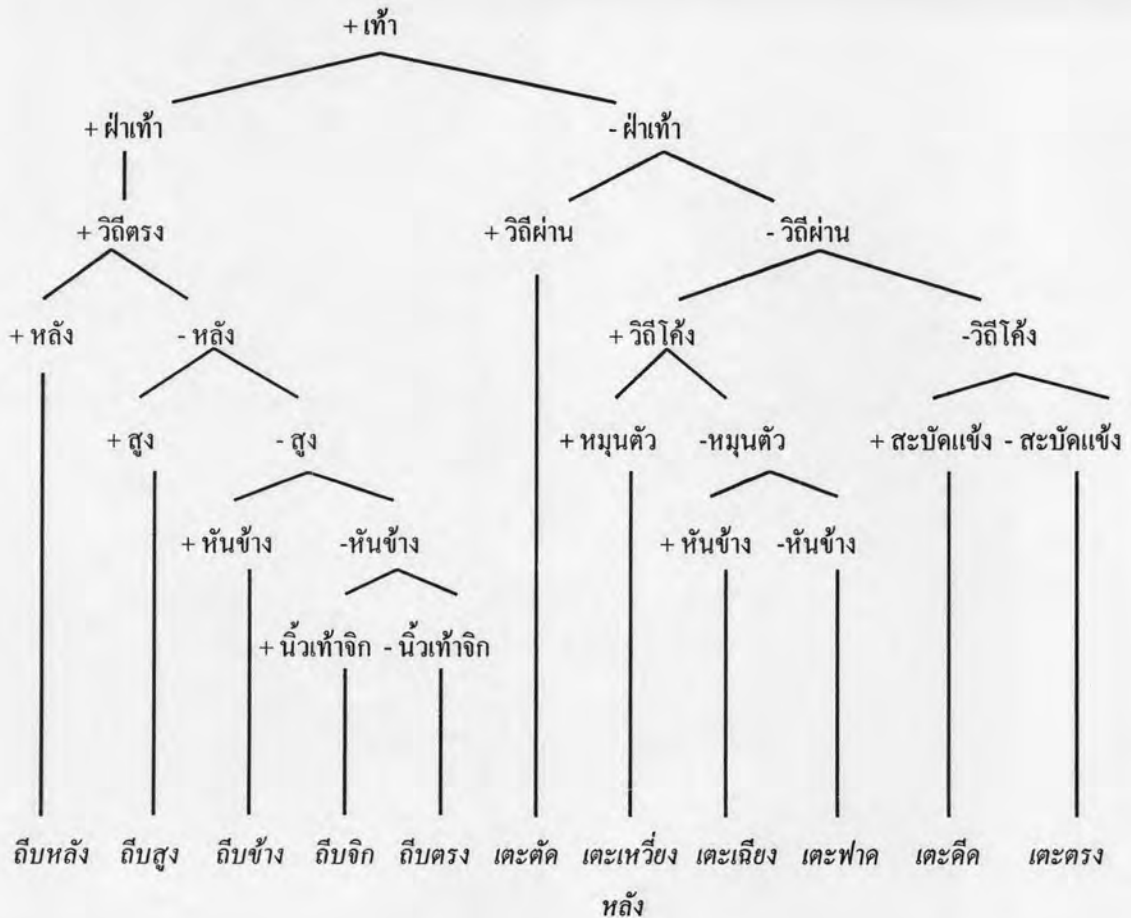 + เท้า
+ ฝ่าเท้า - ฝ่าเท้า
+ วิถีตรง + วิถีผ่าน - วิถีผ่าน
+ หลัง - หลัง + วิถีโค้ง -วิถีโค้ง
+ สูง - สูง + หมุนตัว -หมุนตัว + สะบัดแข้ง - สะบัดแข้ง
+ หันข้าง -หันข้าง + หันข้าง -หันข้าง
+ นิ้วเท้าจิก - นิ้วเท้าจิก
ถีบหลัง ถีบสูง ถีบข้าง ถีบจิก ถีบตรง เตะตัด เตะเหวี่ยง เตะเฉียง เตะฟาด เตะดีด เตะตรง
หลัง